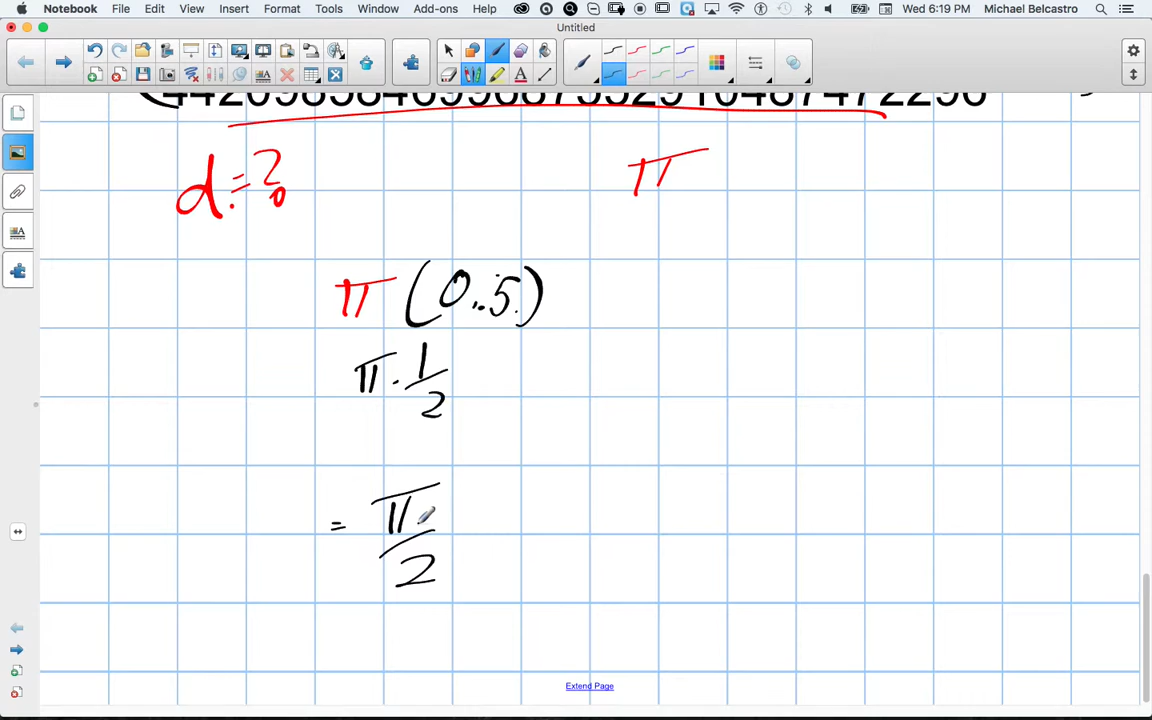 Notebook File Edit View Insert Format Tools Window Add-ons Help Wed 6:19 PM Michael Belcastro
Untitled
d = ?
π
π (0.5)
π · 1/2
= π/2
Extend Page